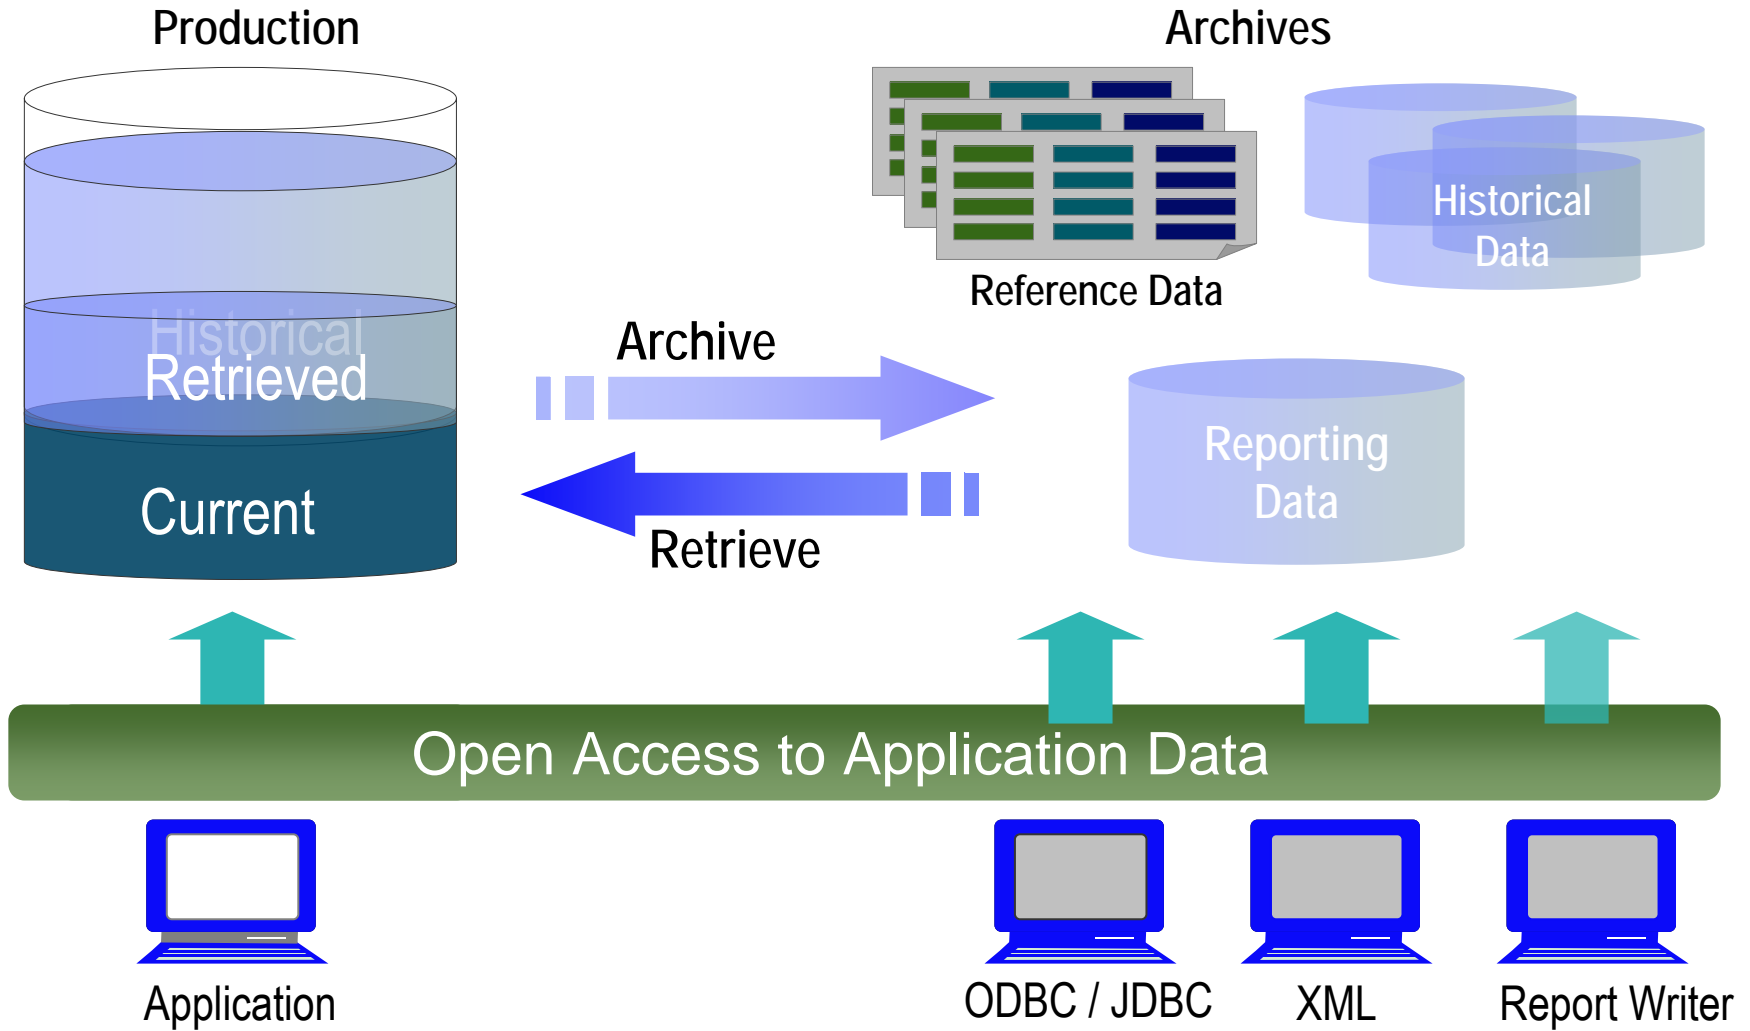 Production
Archives
Historical
Data
Reference Data
Historical
Retrieved
Archive
Reporting
Data
Current
Retrieve
Open Access to Application Data
Application
ODBC / JDBC
XML
Report Writer